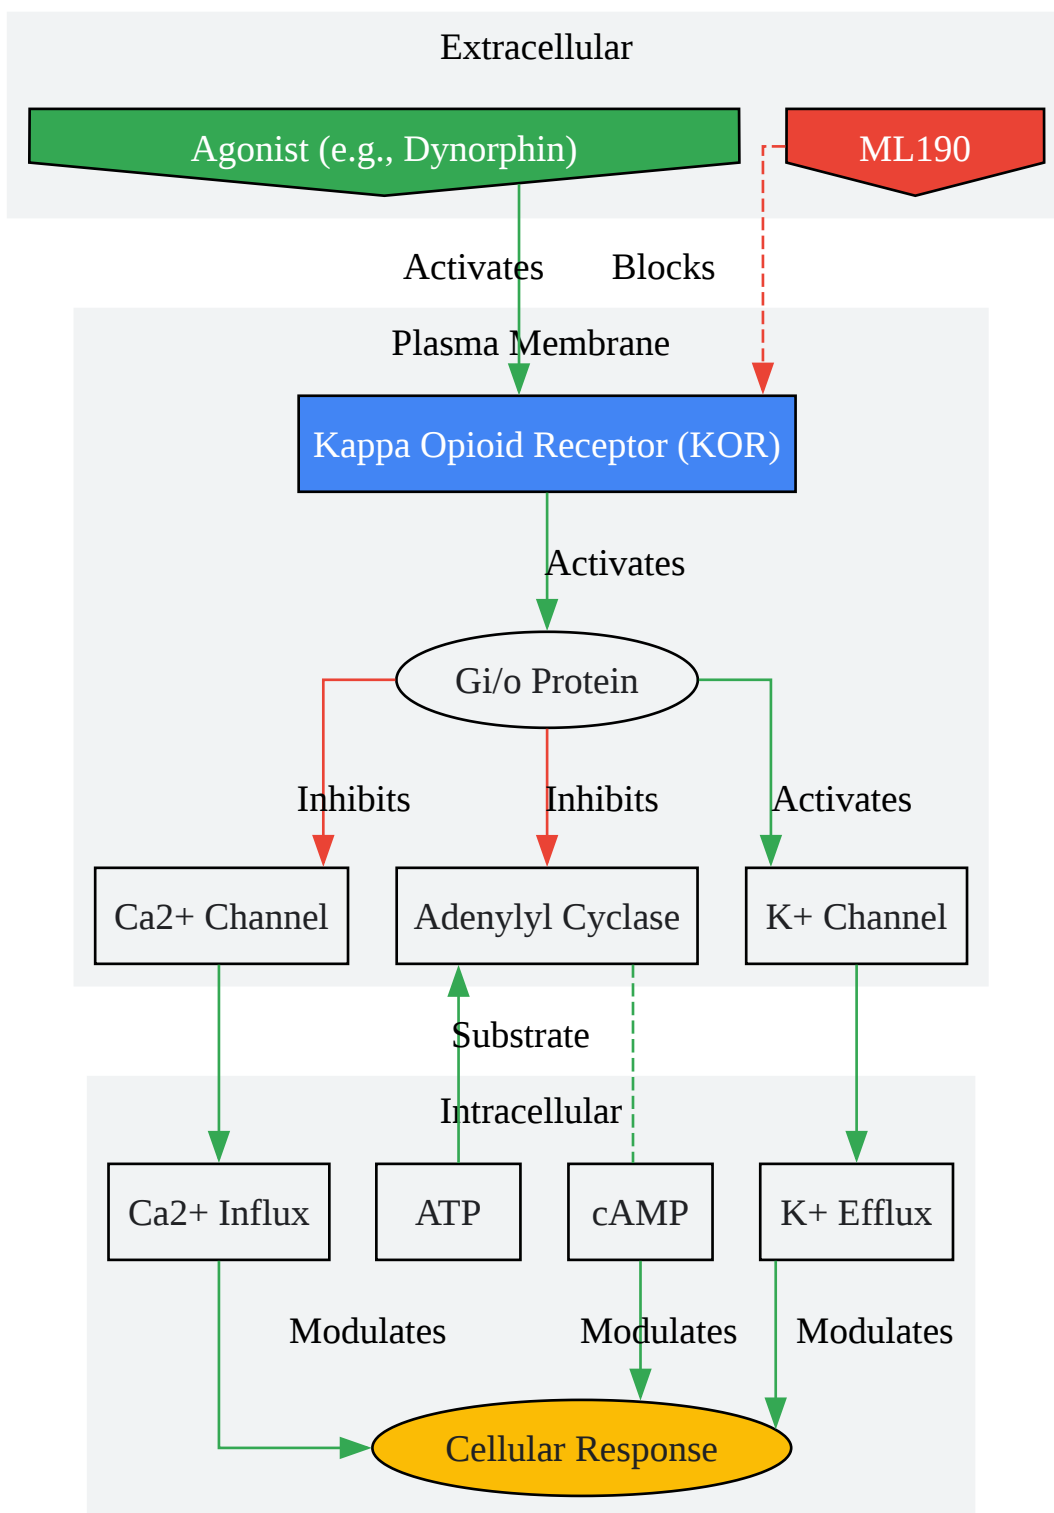 Extracellular
Agonist (e.g., Dynorphin)
ML190
Activates
Blocks
Plasma Membrane
Kappa Opioid Receptor (KOR)
Activates
Gi/o Protein
Inhibits
Inhibits
Activates
Ca2+ Channel
Adenylyl Cyclase
K+ Channel
Substrate
Intracellular
Ca2+ Influx
ATP
cAMP
K+ Efflux
Modulates
Modulates
Modulates
Cellular Response